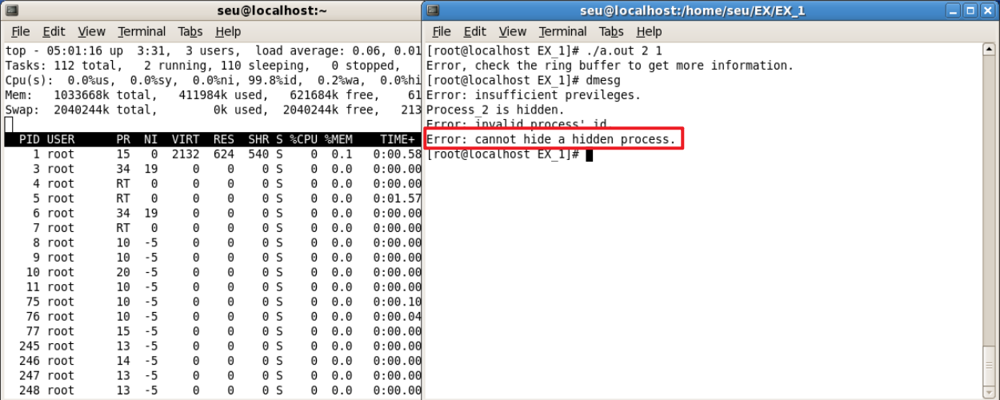 seu@localhost:~
File Edit View Terminal Tabs Help
top - 05:01:16 up  3:31,  3 users,  load average: 0.06, 0.01
Tasks: 112 total,   2 running, 110 sleeping,   0 stopped,
Cpu(s):  0.0%us,  0.0%sy,  0.0%ni, 99.8%id,  0.2%wa,  0.0%hi
Mem:   1033668k total,   411984k used,   621684k free,    61
Swap:  2040244k total,        0k used,  2040244k free,   213
PID USER      PR  NI  VIRT  RES  SHR S %CPU %MEM    TIME+
1 root      15   0  2132  624  540 S    0  0.1   0:00.58
3 root      34  19     0    0    0 S    0  0.0   0:00.00
4 root      RT   0     0    0    0 S    0  0.0   0:00.00
5 root      RT   0     0    0    0 S    0  0.0   0:01.57
6 root      34  19     0    0    0 S    0  0.0   0:00.00
7 root      RT   0     0    0    0 S    0  0.0   0:00.00
8 root      10  -5     0    0    0 S    0  0.0   0:00.00
9 root      10  -5     0    0    0 S    0  0.0   0:00.00
10 root      20  -5     0    0    0 S    0  0.0   0:00.00
11 root      10  -5     0    0    0 S    0  0.0   0:00.00
75 root      10  -5     0    0    0 S    0  0.0   0:00.10
76 root      10  -5     0    0    0 S    0  0.0   0:00.04
77 root      15  -5     0    0    0 S    0  0.0   0:00.00
245 root      13  -5     0    0    0 S    0  0.0   0:00.00
246 root      14  -5     0    0    0 S    0  0.0   0:00.00
247 root      13  -5     0    0    0 S    0  0.0   0:00.00
248 root      13  -5     0    0    0 S    0  0.0   0:00.00
seu@localhost:/home/seu/EX/EX_1
File Edit View Terminal Tabs Help
[root@localhost EX_1]# ./a.out 2 1
Error, check the ring buffer to get more information.
[root@localhost EX_1]# dmesg
Error: insufficient previleges.
Process_2 is hidden.
Error: invalid process' id.
Error: cannot hide a hidden process.
[root@localhost EX_1]#